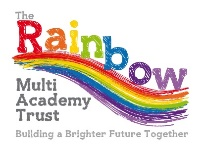 The
Rainbow
Multi
Academy
Trust
Building a Brighter Future Together